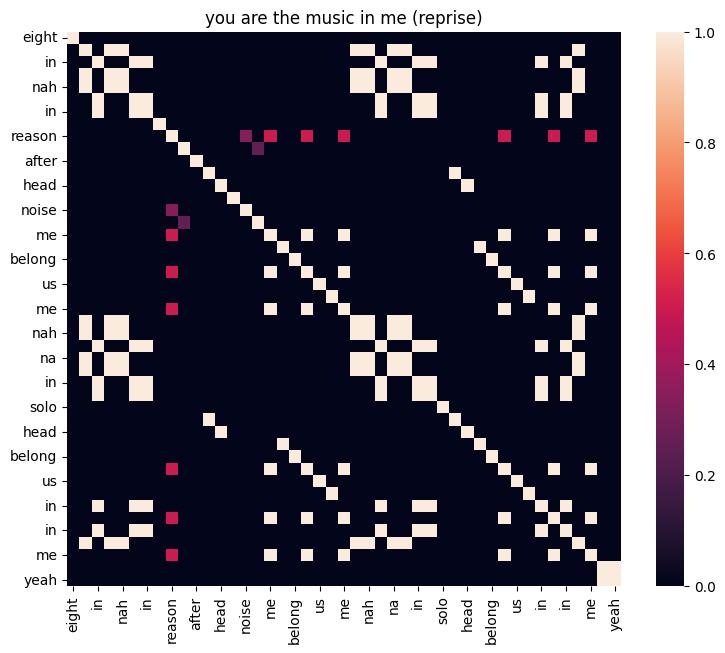 you are the music in me (reprise)
eight
in
nah
in
reason
after
head
noise
me
belong
us
me
nah
na
in
solo
head
belong
us
in
in
me
yeah
1.0
0.8
0.6
0.4
0.2
0.0
eight
in
nah
in
reason
after
head
noise
me
belong
us
me
nah
na
in
solo
head
belong
us
in
in
me
yeah